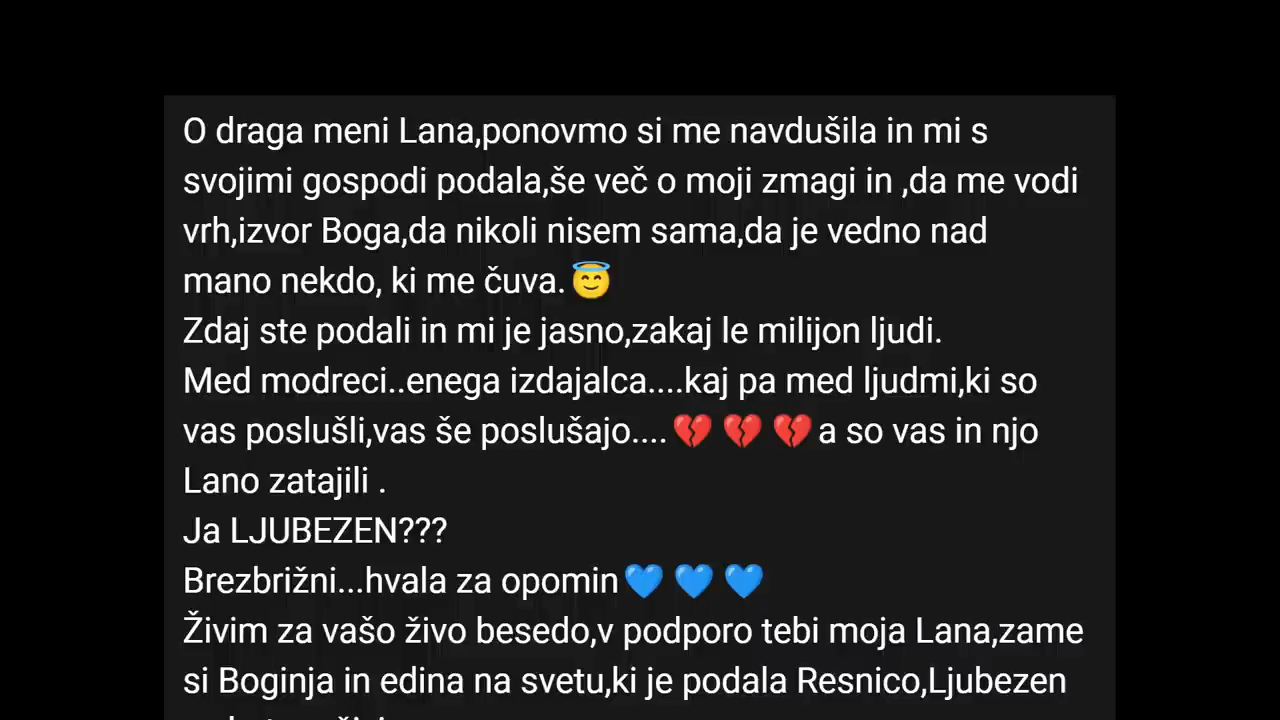 O draga meni Lana,ponovmo si me navdušila in mi s
svojimi gospodi podala,še več o moji zmagi in ,da me vodi
vrh,izvor Boga,da nikoli nisem sama,da je vedno nad
mano nekdo, ki me čuva.😇
Zdaj ste podali in mi je jasno,zakaj le milijon ljudi.
Med modreci..enega izdajalca....kaj pa med ljudmi,ki so
vas poslušli,vas še poslušajo....💔 💔 💔 a so vas in njo
Lano zatajili .
Ja LJUBEZEN???
Brezbrižni...hvala za opomin💙 💙 💙
Živim za vašo živo besedo,v podporo tebi moja Lana,zame
si Boginja in edina na svetu,ki je podala Resnico,Ljubezen